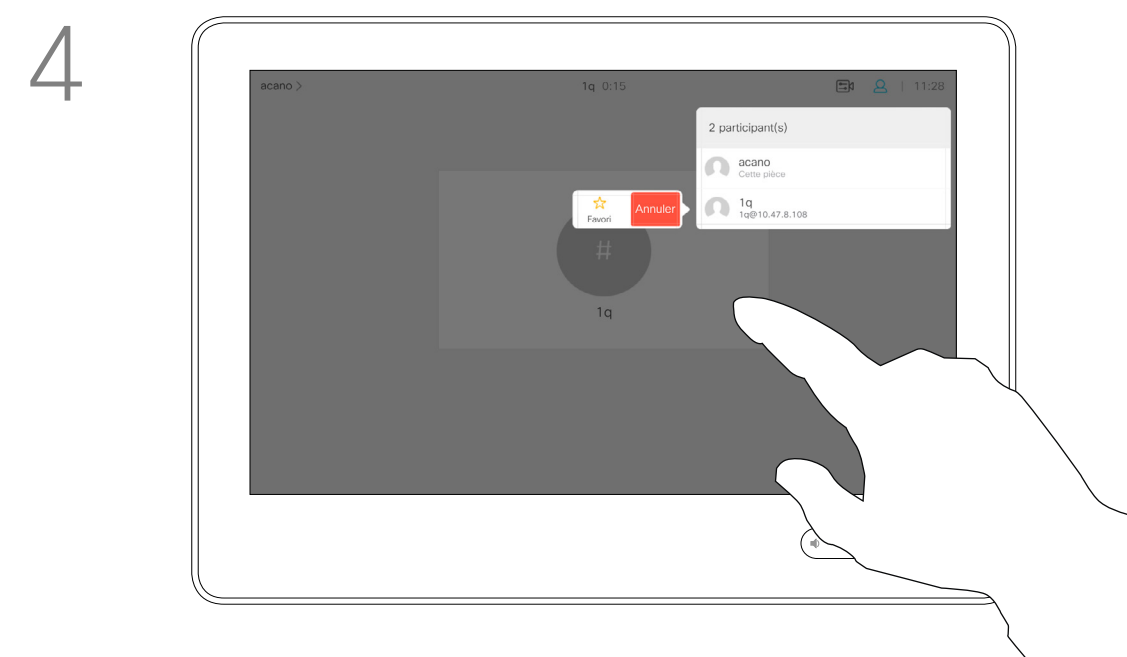 4
acano >
1q 0:15
11:28
2 participant(s)
acano
Cette pièce
1q
1q@10.47.8.108
Favori
Annuler
#
1q